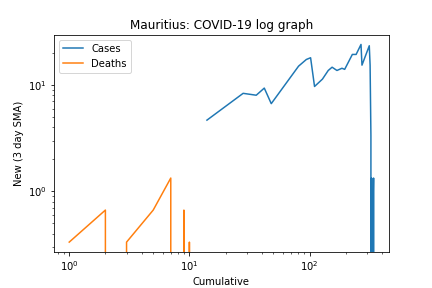 Mauritius: COVID-19 log graph
Cases
Deaths
New (3 day SMA)
10¹
10⁰
10⁰
10¹
10²
Cumulative